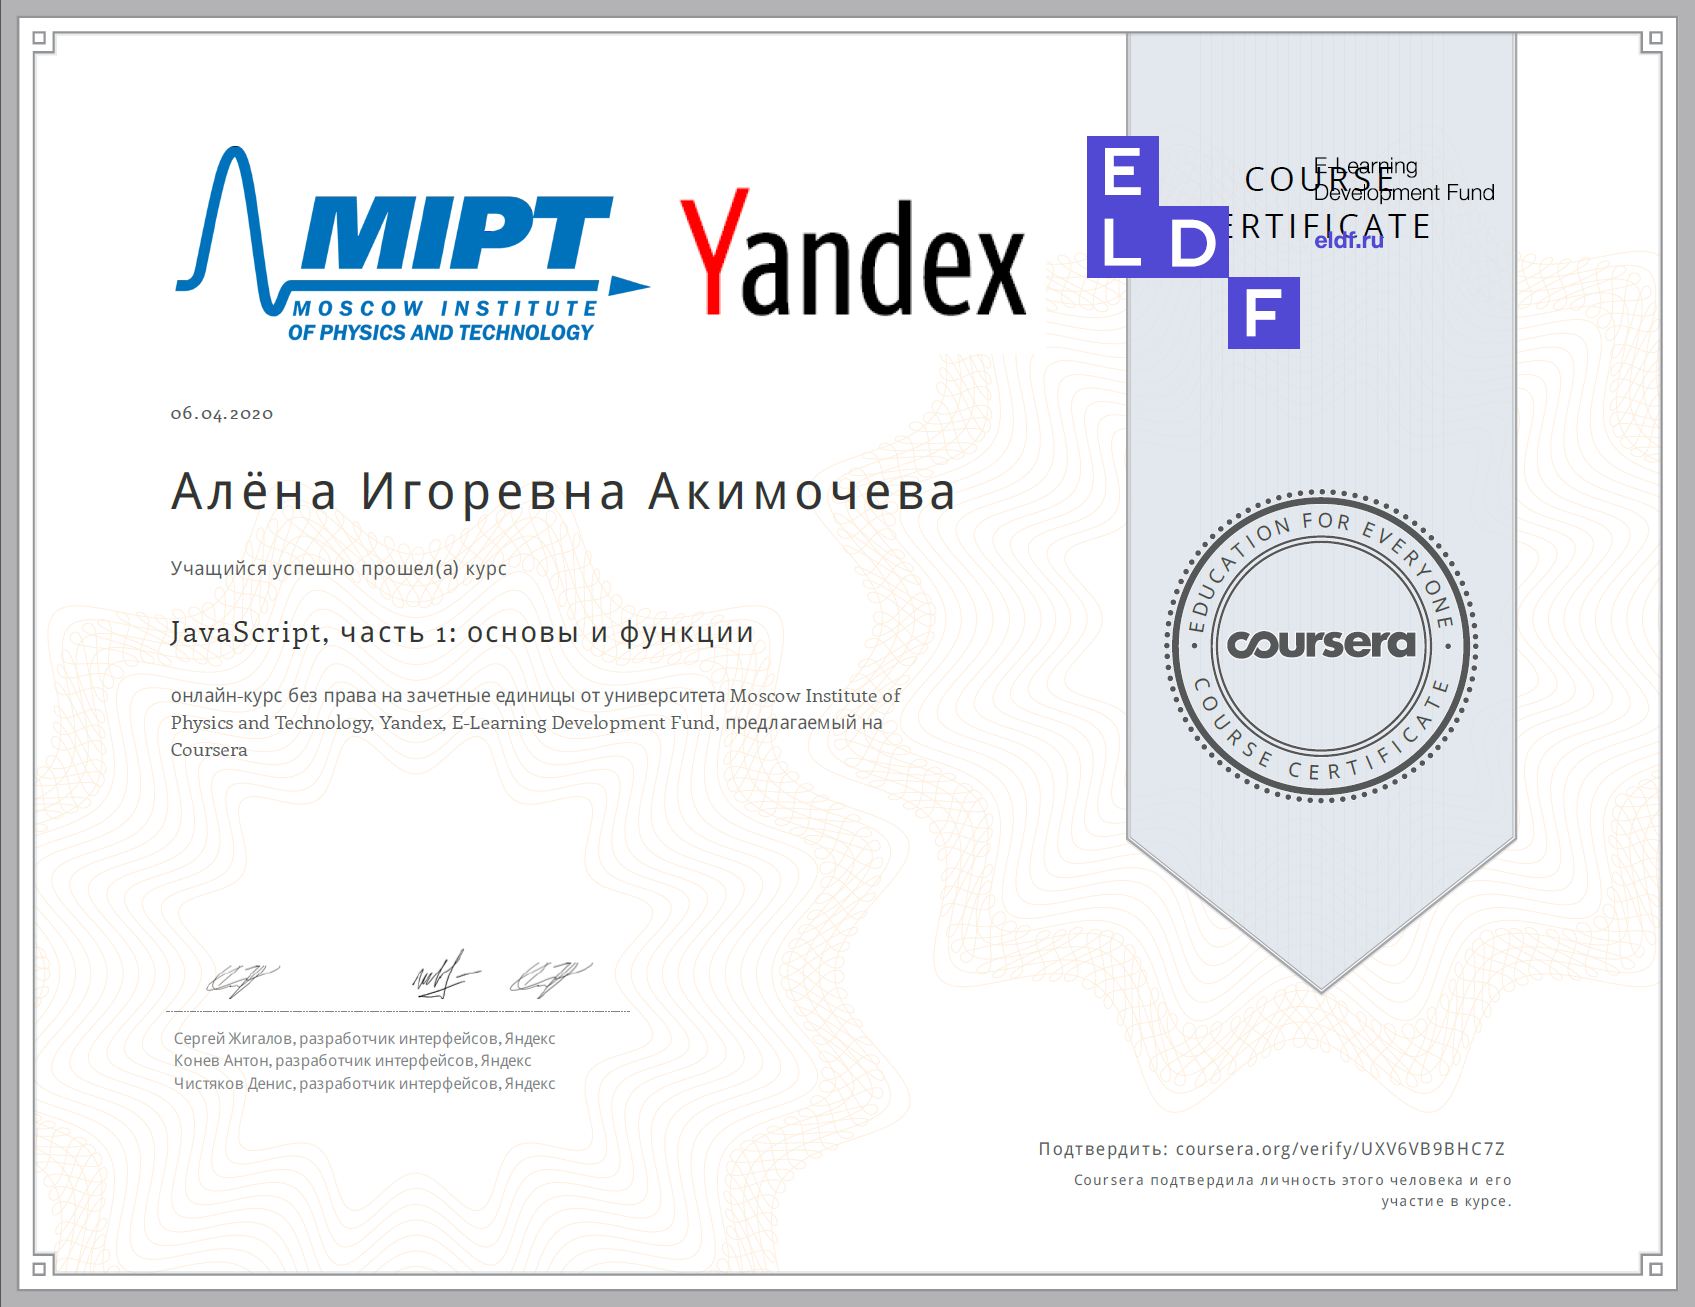 MIPT
MOSCOW INSTITUTE
OF PHYSICS AND TECHNOLOGY
Yandex
E
L D
F
E-Learning
Development Fund
eldf.ru
COURSE
CERTIFICATE
06.04.2020
Алёна Игоревна Акимочева
Учащийся успешно прошел(а) курс
JavaScript, часть 1: основы и функции
онлайн-курс без права на зачетные единицы от университета Moscow Institute of
Physics and Technology, Yandex, E-Learning Development Fund, предлагаемый на
Coursera
EDUCATION FOR EVERYONE
coursera
COURSE CERTIFICATE
Сергей Жигалов, разработчик интерфейсов, Яндекс
Конев Антон, разработчик интерфейсов, Яндекс
Чистяков Денис, разработчик интерфейсов, Яндекс
Подтвердить: coursera.org/verify/UXV6VB9BHC7Z
Coursera подтвердила личность этого человека и его
участие в курсе.